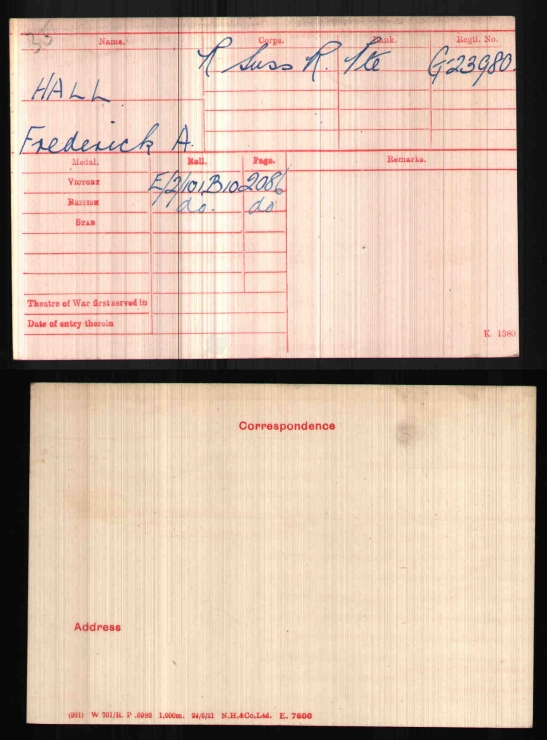 Name. Corps. Rank. Regtl. No.
R Suss R. Pte G-23980.
HALL
Frederick A.
Medal. Roll. Page. Remarks.
VICTORY E/2/101B10 2086
BRITISH do. do
STAR
Theatre of War first served in
Date of entry therein
K. 1380
Correspondence
Address
W 701/R. P .6980 1,000m. 24/5/21 N.H.&Co,Ltd. E. 7600